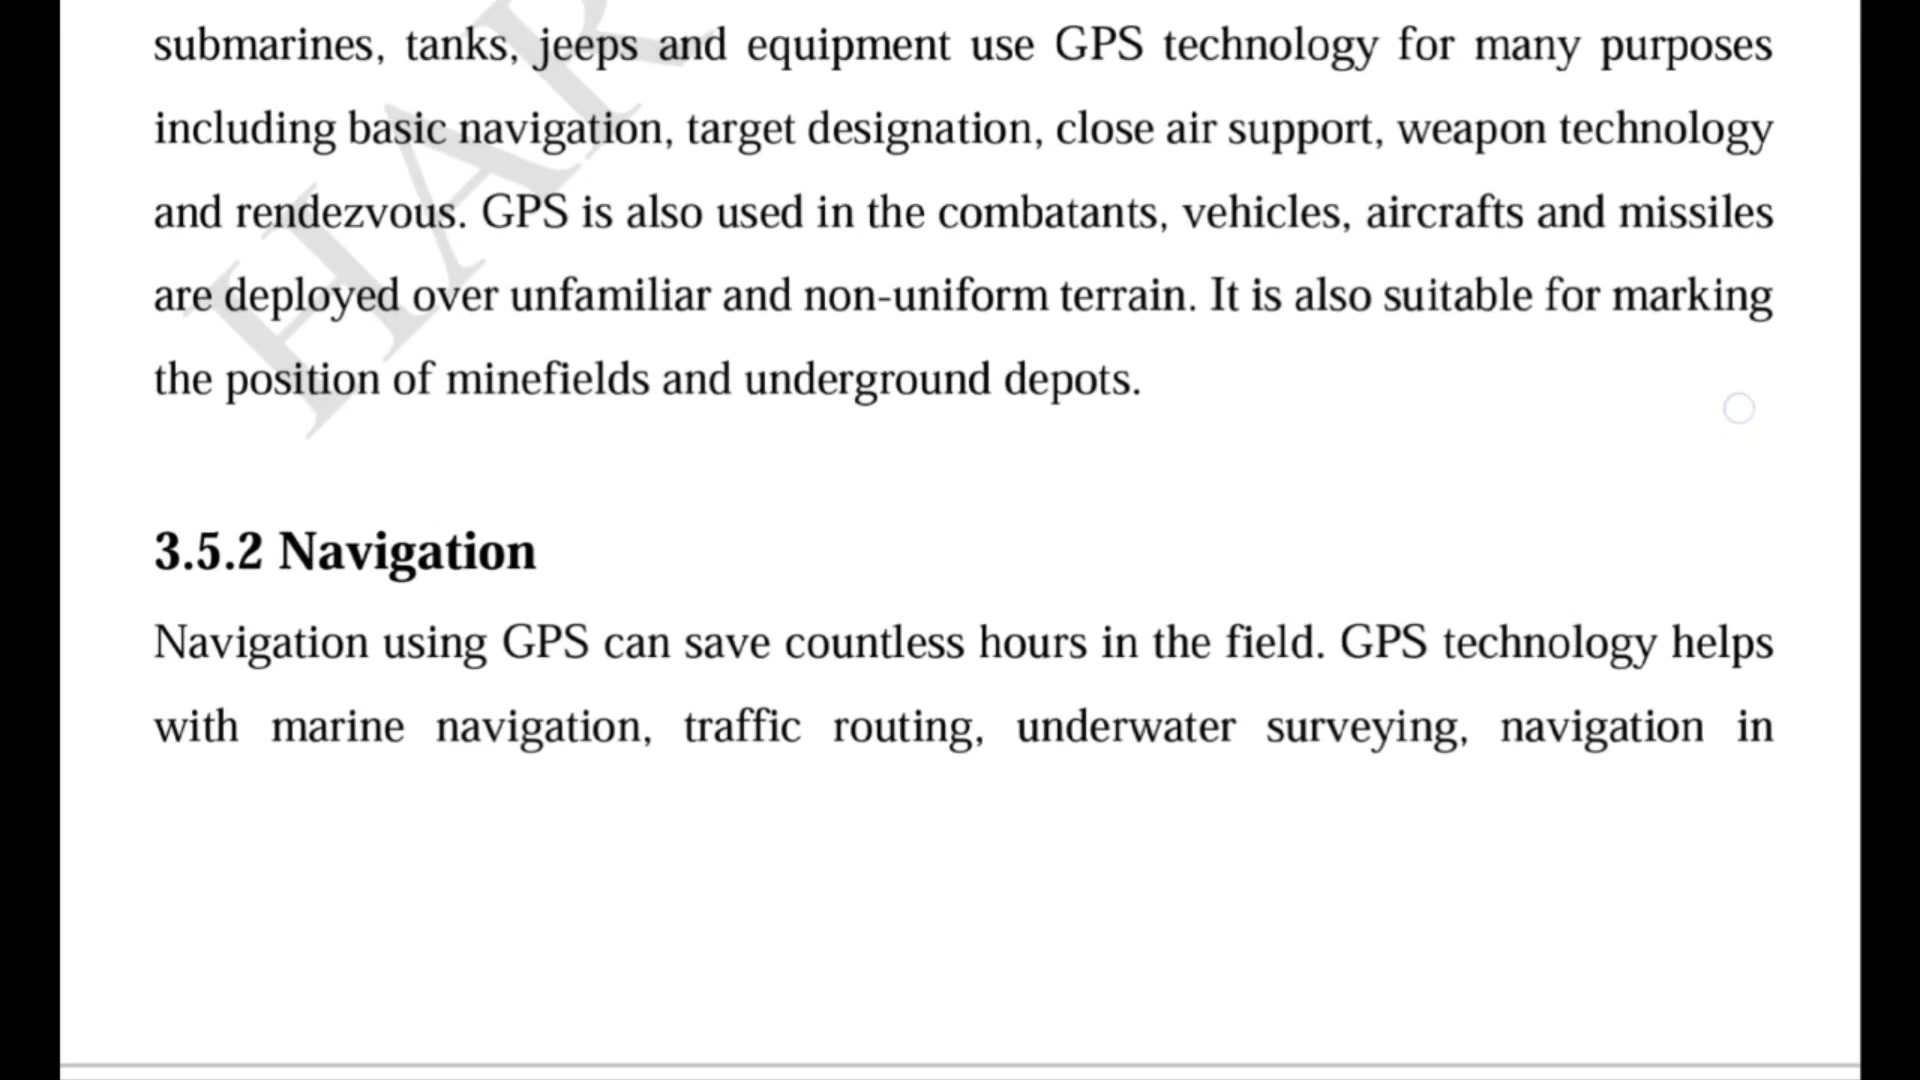 submarines, tanks, jeeps and equipment use GPS technology for many purposes
including basic navigation, target designation, close air support, weapon technology
and rendezvous. GPS is also used in the combatants, vehicles, aircrafts and missiles
are deployed over unfamiliar and non-uniform terrain. It is also suitable for marking
the position of minefields and underground depots.
3.5.2 Navigation
Navigation using GPS can save countless hours in the field. GPS technology helps
with marine navigation, traffic routing, underwater surveying, navigation in
HAR